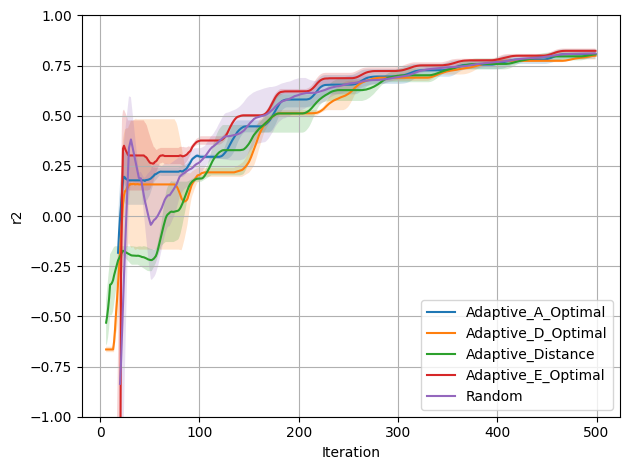 1.00
0.75
0.50
0.25
0.00
−0.25
−0.50
−0.75
−1.00
r2
0
100
200
300
400
500
Iteration
Adaptive_A_Optimal
Adaptive_D_Optimal
Adaptive_Distance
Adaptive_E_Optimal
Random